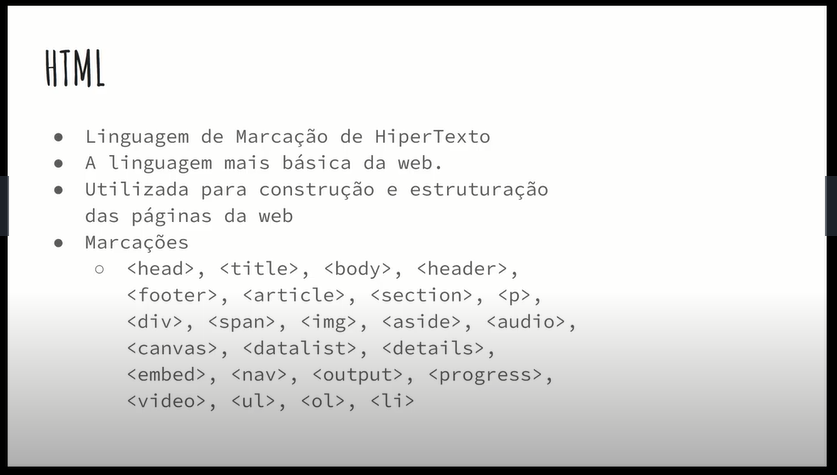 HTML
● Linguagem de Marcação de HiperTexto
● A linguagem mais básica da web.
● Utilizada para construção e estruturação
das páginas da web
● Marcações
○ <head>, <title>, <body>, <header>,
<footer>, <article>, <section>, <p>,
<div>, <span>, <img>, <aside>, <audio>,
<canvas>, <datalist>, <details>,
<embed>, <nav>, <output>, <progress>,
<video>, <ul>, <ol>, <li>